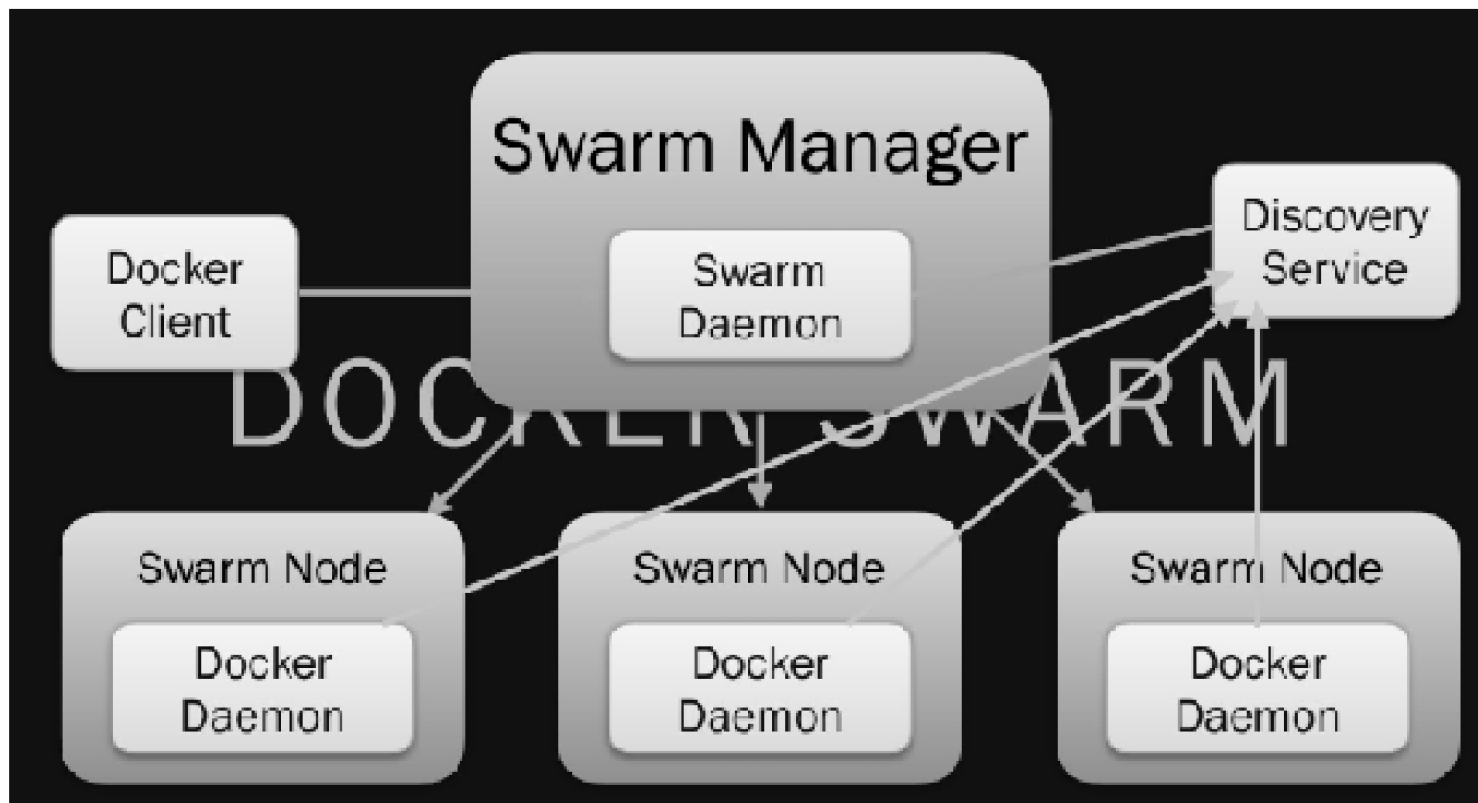 Swarm Manager
Swarm
Daemon
Docker
Client
Discovery
Service
DOCKER SWARM
Swarm Node
Docker
Daemon
Swarm Node
Docker
Daemon
Swarm Node
Docker
Daemon